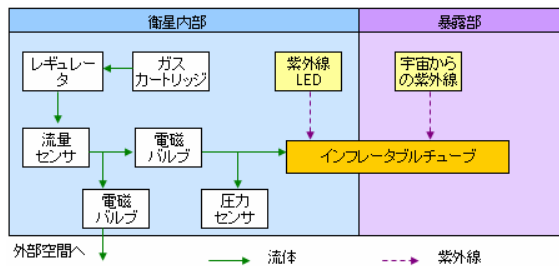 衛星内部
暴露部
レギュレー
タ
ガス
カートリッジ
紫外線
LED
宇宙から
の紫外線
流量
センサ
電磁
バルブ
インフレータブルチューブ
電磁
バルブ
圧力
センサ
外部空間へ
流体
紫外線